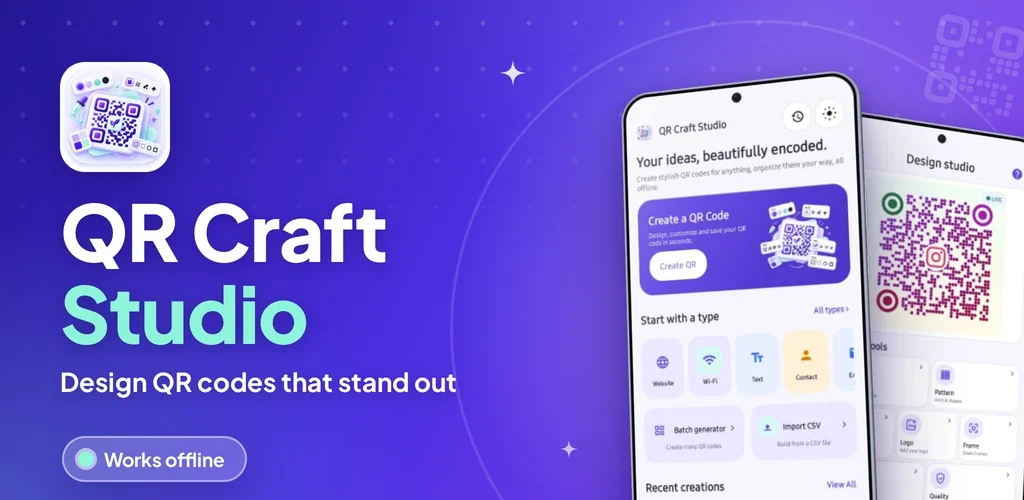 QR Craft
Studio
Design QR codes that stand out
Works offline
QR Craft Studio
Your ideas, beautifully encoded.
Create stylish QR codes for anything, organize them your way, all
offline.
Create a QR Code
Design, customize and save your QR
code in seconds.
Create QR
Start with a type
All types ›
Website
Wi-Fi
Text
Contact
Batch generator ›
Create many QR codes
Import CSV ›
Build from a CSV file
Recent creations
View All
Design studio
?
LIVE
ools
Pattern
Logo
Add your logo
Frame
Quality